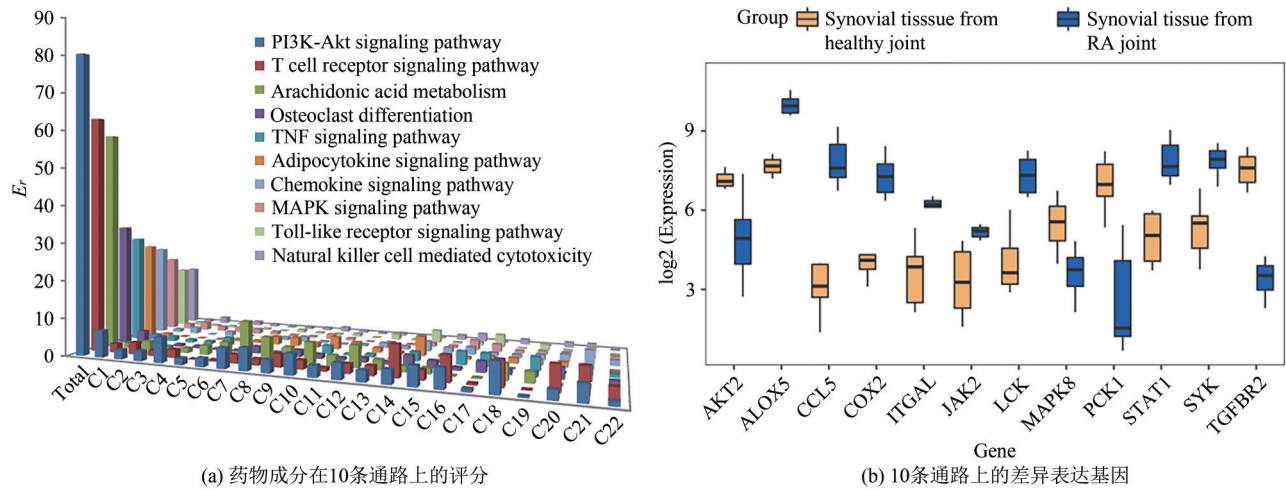 90
80
70
60
50
40
30
20
10
0
Er
PI3K-Akt signaling pathway
T cell receptor signaling pathway
Arachidonic acid metabolism
Osteoclast differentiation
TNF signaling pathway
Adipocytokine signaling pathway
Chemokine signaling pathway
MAPK signaling pathway
Toll-like receptor signaling pathway
Natural killer cell mediated cytotoxicity
Total
C1
C2
C3
C4
C5
C6
C7
C8
C9
C10
C11
C12
C13
C14
C15
C16
C17
C18
C19
C20
C21
C22
(a) 药物成分在10条通路上的评分
Group
Synovial tisssue from
healthy joint
Synovial tissue from
RA joint
log2 (Expression)
9
6
3
AKT2
ALOX5
CCL5
COX2
ITGAL
JAK2
LCK
MAPK8
PCK1
STAT1
SYK
TGFBR2
Gene
(b) 10条通路上的差异表达基因